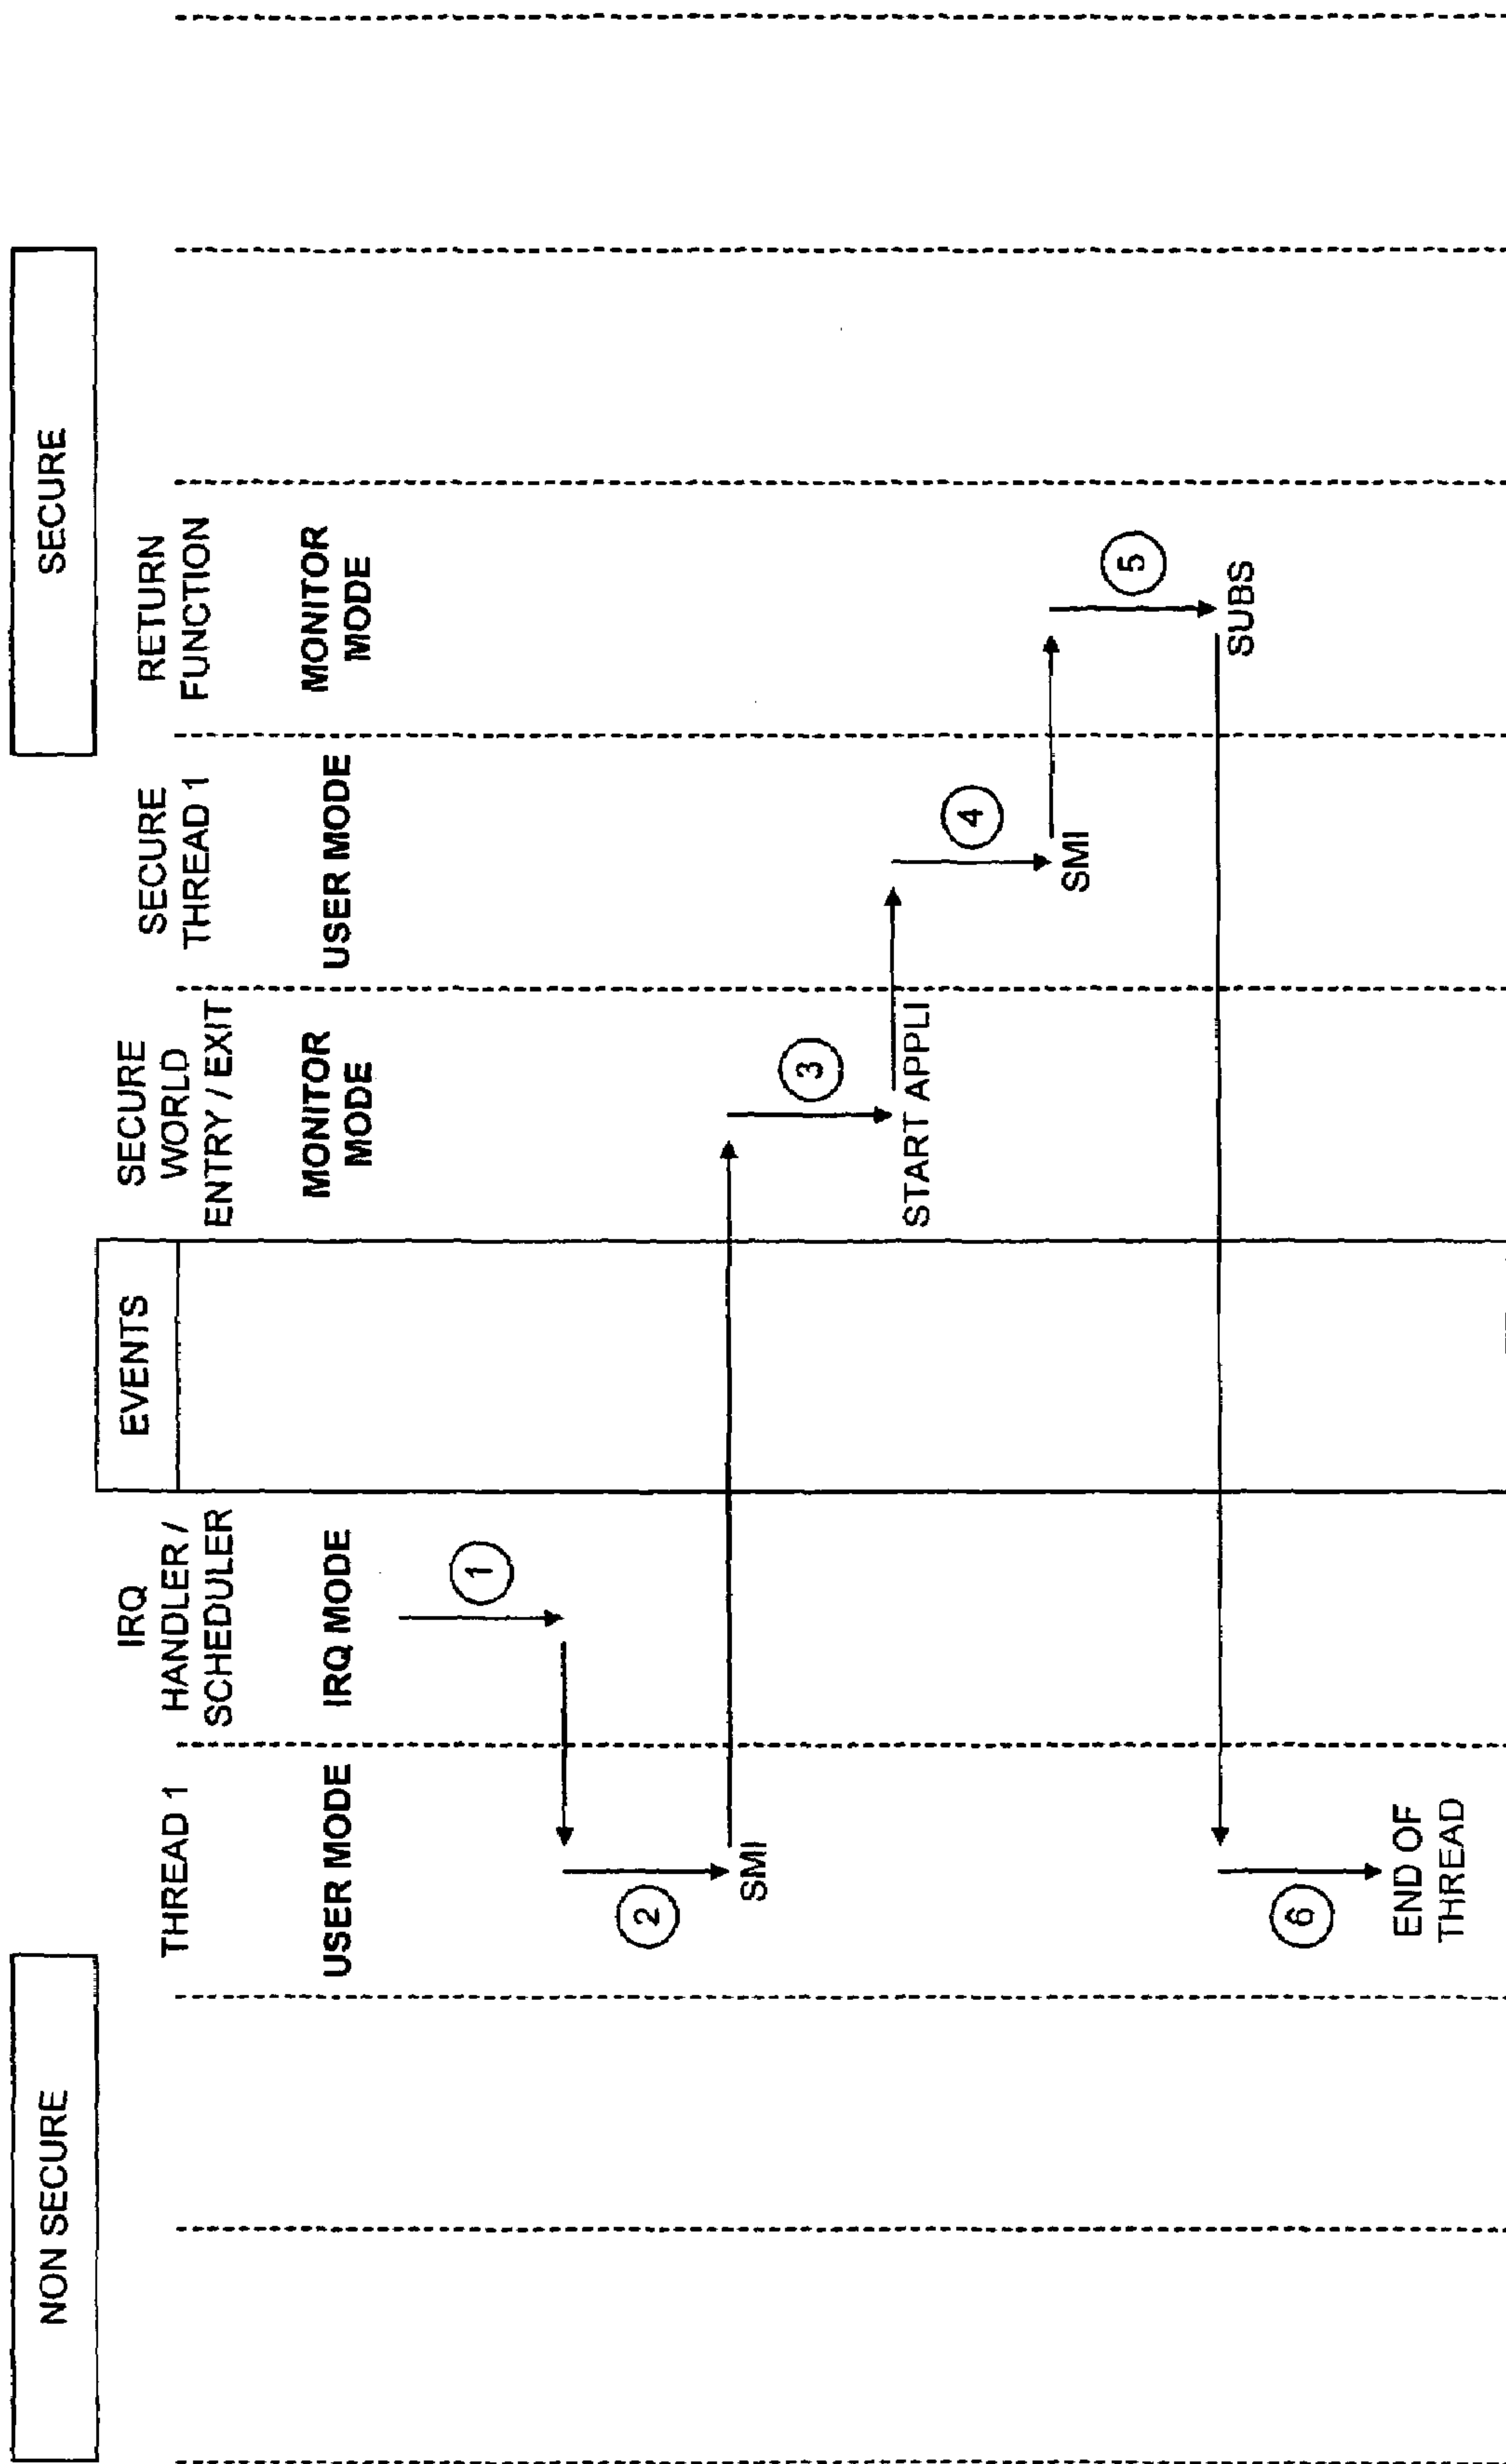 NON SECURE
SECURE
EVENTS
THREAD 1
IRQ
HANDLER /
SCHEDULER
SECURE
WORLD
ENTRY / EXIT
SECURE
THREAD 1
RETURN
FUNCTION
USER MODE
IRQ MODE
MONITOR
MODE
USER MODE
MONITOR
MODE
1
2
SMI
3
START APPLI
4
SMI
5
SUBS
6
END OF
THREAD